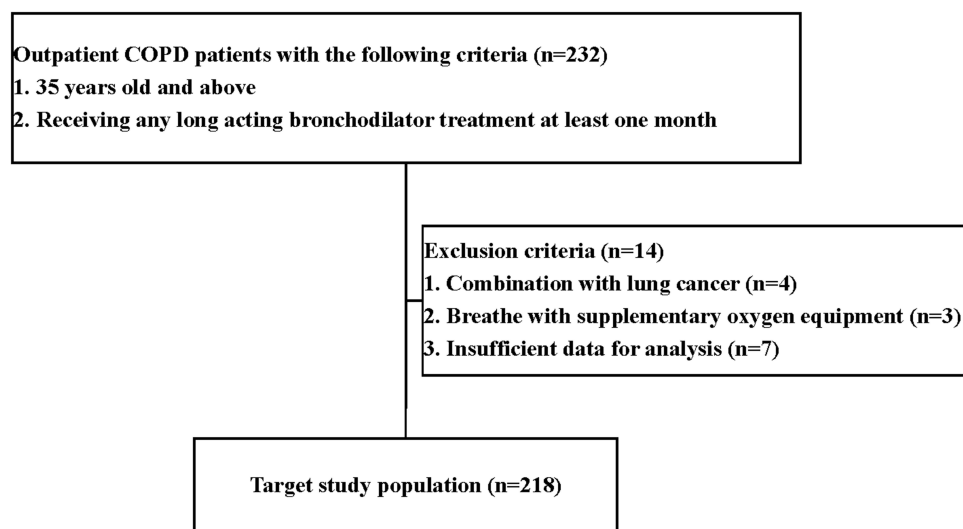 Outpatient COPD patients with the following criteria (n=232)
1. 35 years old and above
2. Receiving any long acting bronchodilator treatment at least one month
Exclusion criteria (n=14)
1. Combination with lung cancer (n=4)
2. Breathe with supplementary oxygen equipment (n=3)
3. Insufficient data for analysis (n=7)
Target study population (n=218)